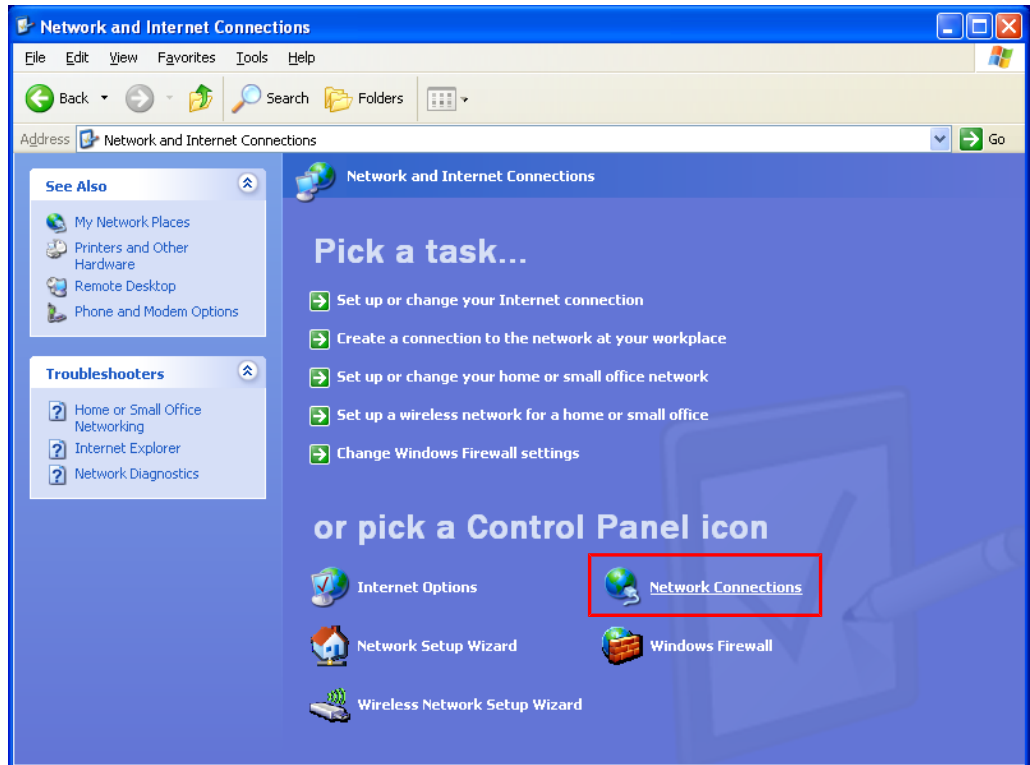 Network and Internet Connections
File Edit View Favorites Tools Help
Back Search Folders
Address Network and Internet Connections Go
See Also
My Network Places
Printers and Other
Hardware
Remote Desktop
Phone and Modem Options
Troubleshooters
Home or Small Office
Networking
Internet Explorer
Network Diagnostics
Network and Internet Connections
Pick a task...
Set up or change your Internet connection
Create a connection to the network at your workplace
Set up or change your home or small office network
Set up a wireless network for a home or small office
Change Windows Firewall settings
or pick a Control Panel icon
Internet Options
Network Connections
Network Setup Wizard
Windows Firewall
Wireless Network Setup Wizard